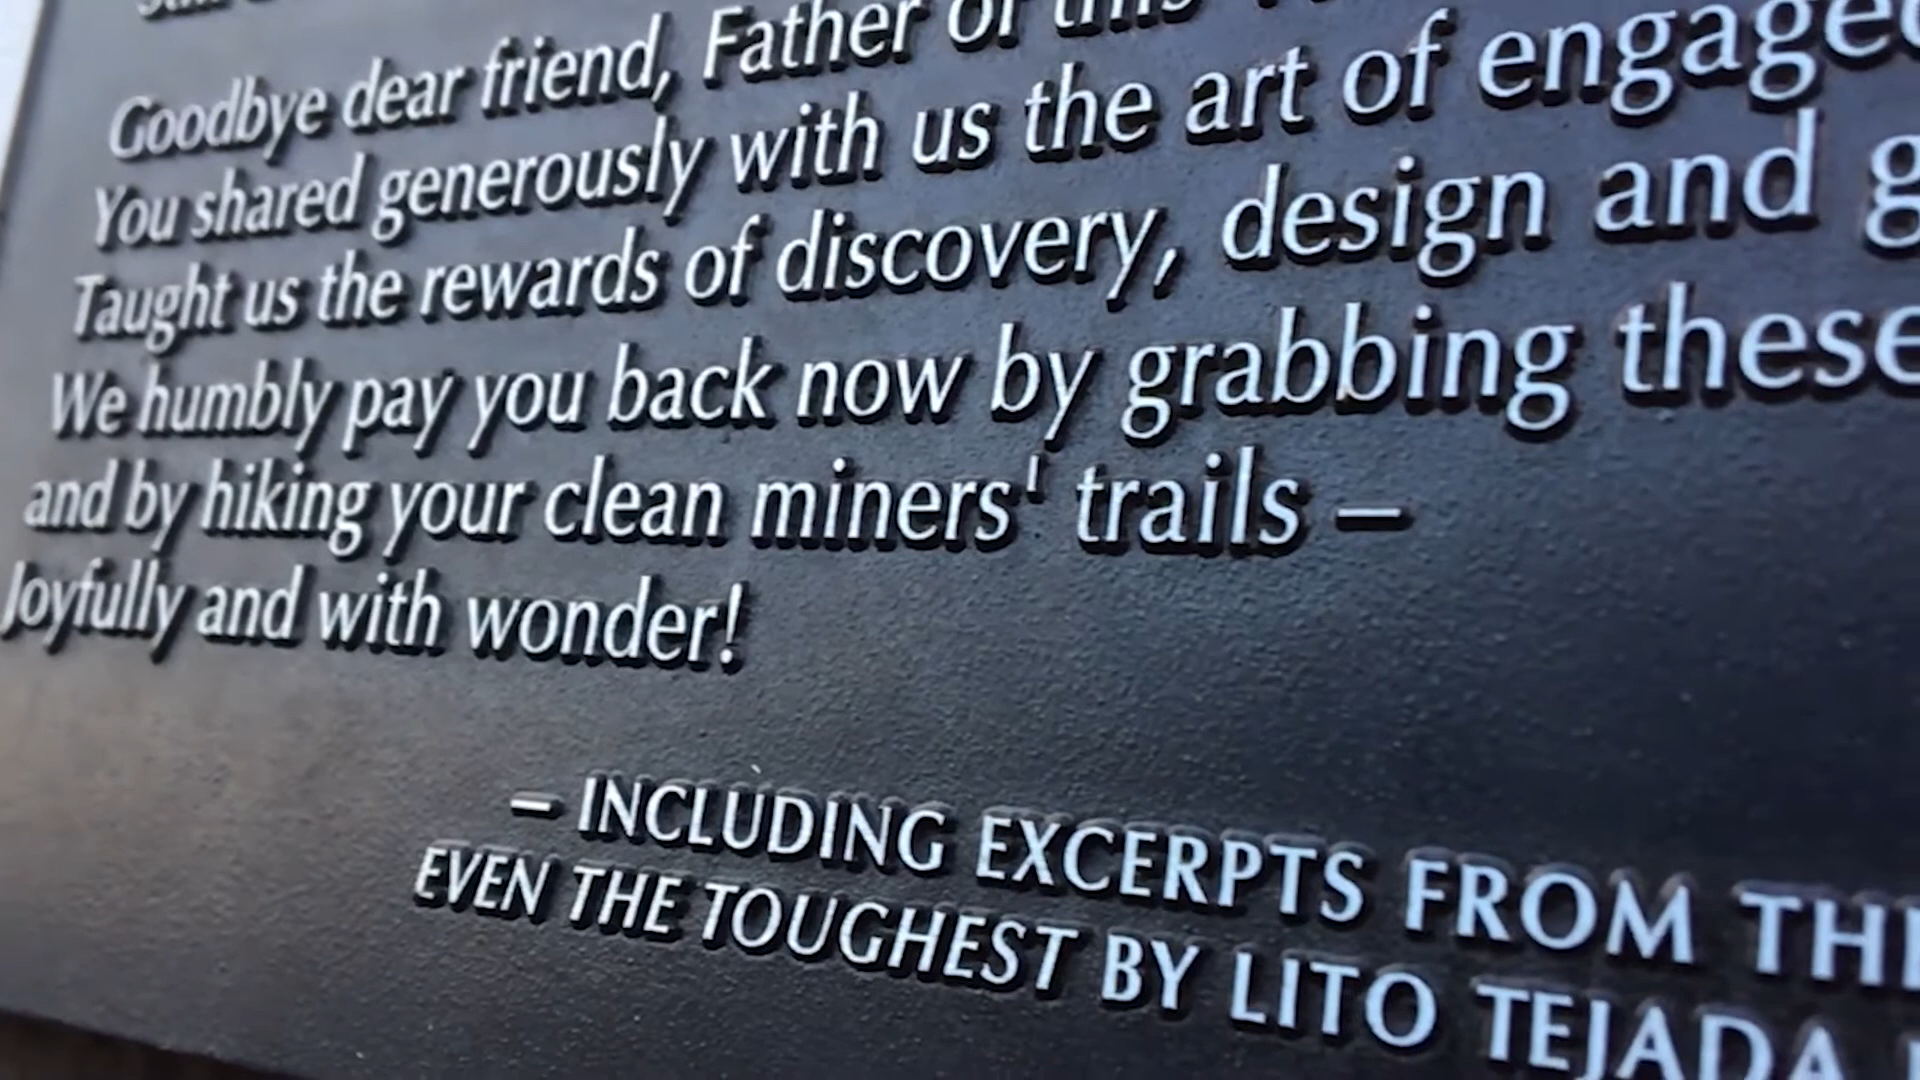 Goodbye dear friend, Father of this
You shared generously with us the art of engaged
Taught us the rewards of discovery, design and
We humbly pay you back now by grabbing these
and by hiking your clean miners' trails –
Joyfully and with wonder!
– INCLUDING EXCERPTS FROM
EVEN THE TOUGHEST BY LITO TEJADA